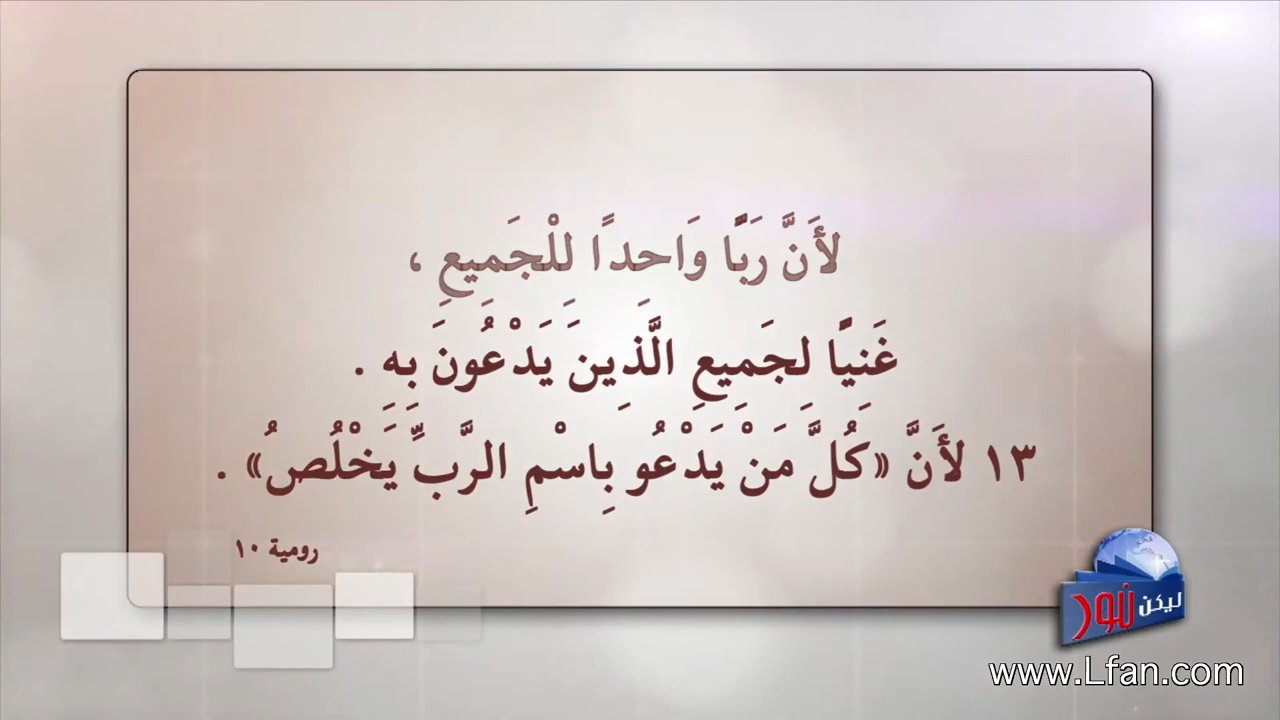 لأَنَّ رَبًّا وَاحِدًا لِلْجَمِيعِ ،
غَنِيًّا لِجَمِيعِ الَّذِينَ يَدْعُونَ بِهِ .
١٣ لأَنَّ «كُلَّ مَنْ يَدْعُو بِاسْمِ الرَّبِّ يَخْلُصُ» .
رومية ١٠
ليكن نور
www.Lfan.com